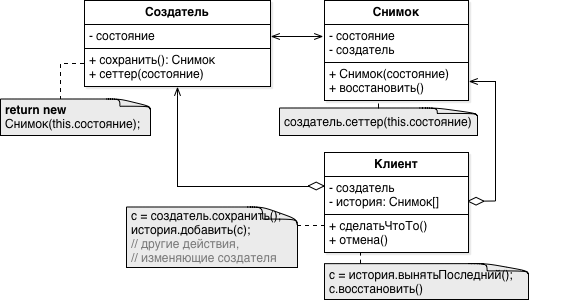 Создатель
- состояние
+ сохранить(): Снимок
+ сеттер(состояние)
Снимок
- состояние
- создатель
+ Снимок(состояние)
+ восстановить()
return new
Снимок(this.состояние);
создатель.сеттер(this.состояние)
Клиент
- создатель
- история: Снимок[]
+ сделатьЧтоТо()
+ отмена()
c = создатель.сохранить();
история.добавить(c);
// другие действия,
// изменяющие создателя
c = история.вынятьПоследний();
c.восстановить()